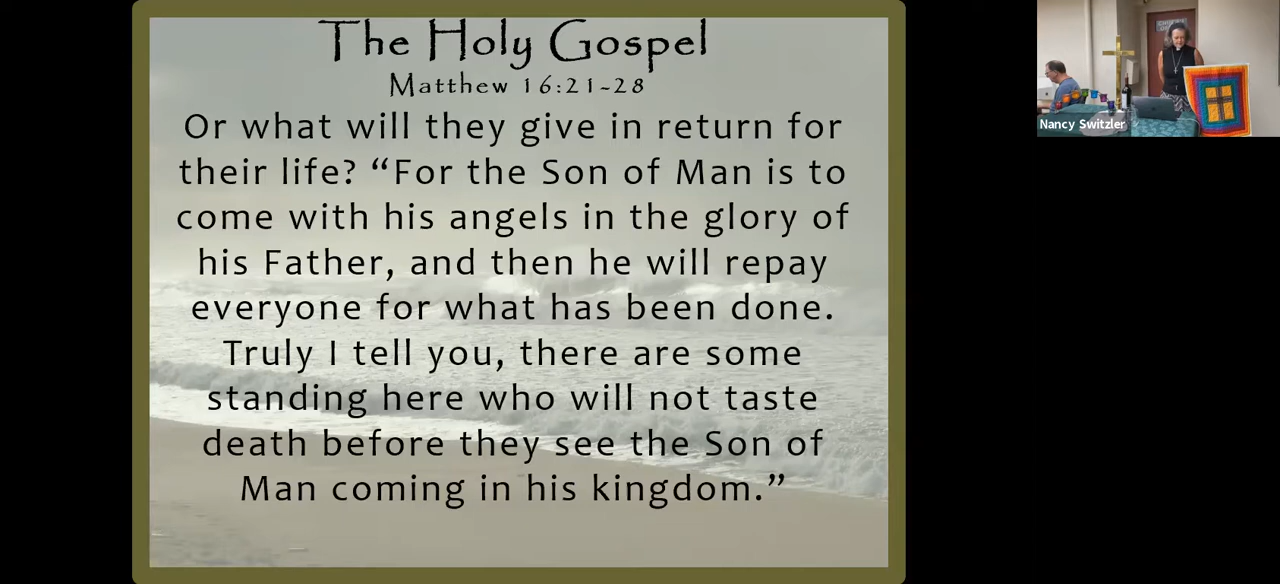 The Holy Gospel
Matthew 16:21-28
Or what will they give in return for
their life? “For the Son of Man is to
come with his angels in the glory of
his Father, and then he will repay
everyone for what has been done.
Truly I tell you, there are some
standing here who will not taste
death before they see the Son of
Man coming in his kingdom.”
Nancy Switzler